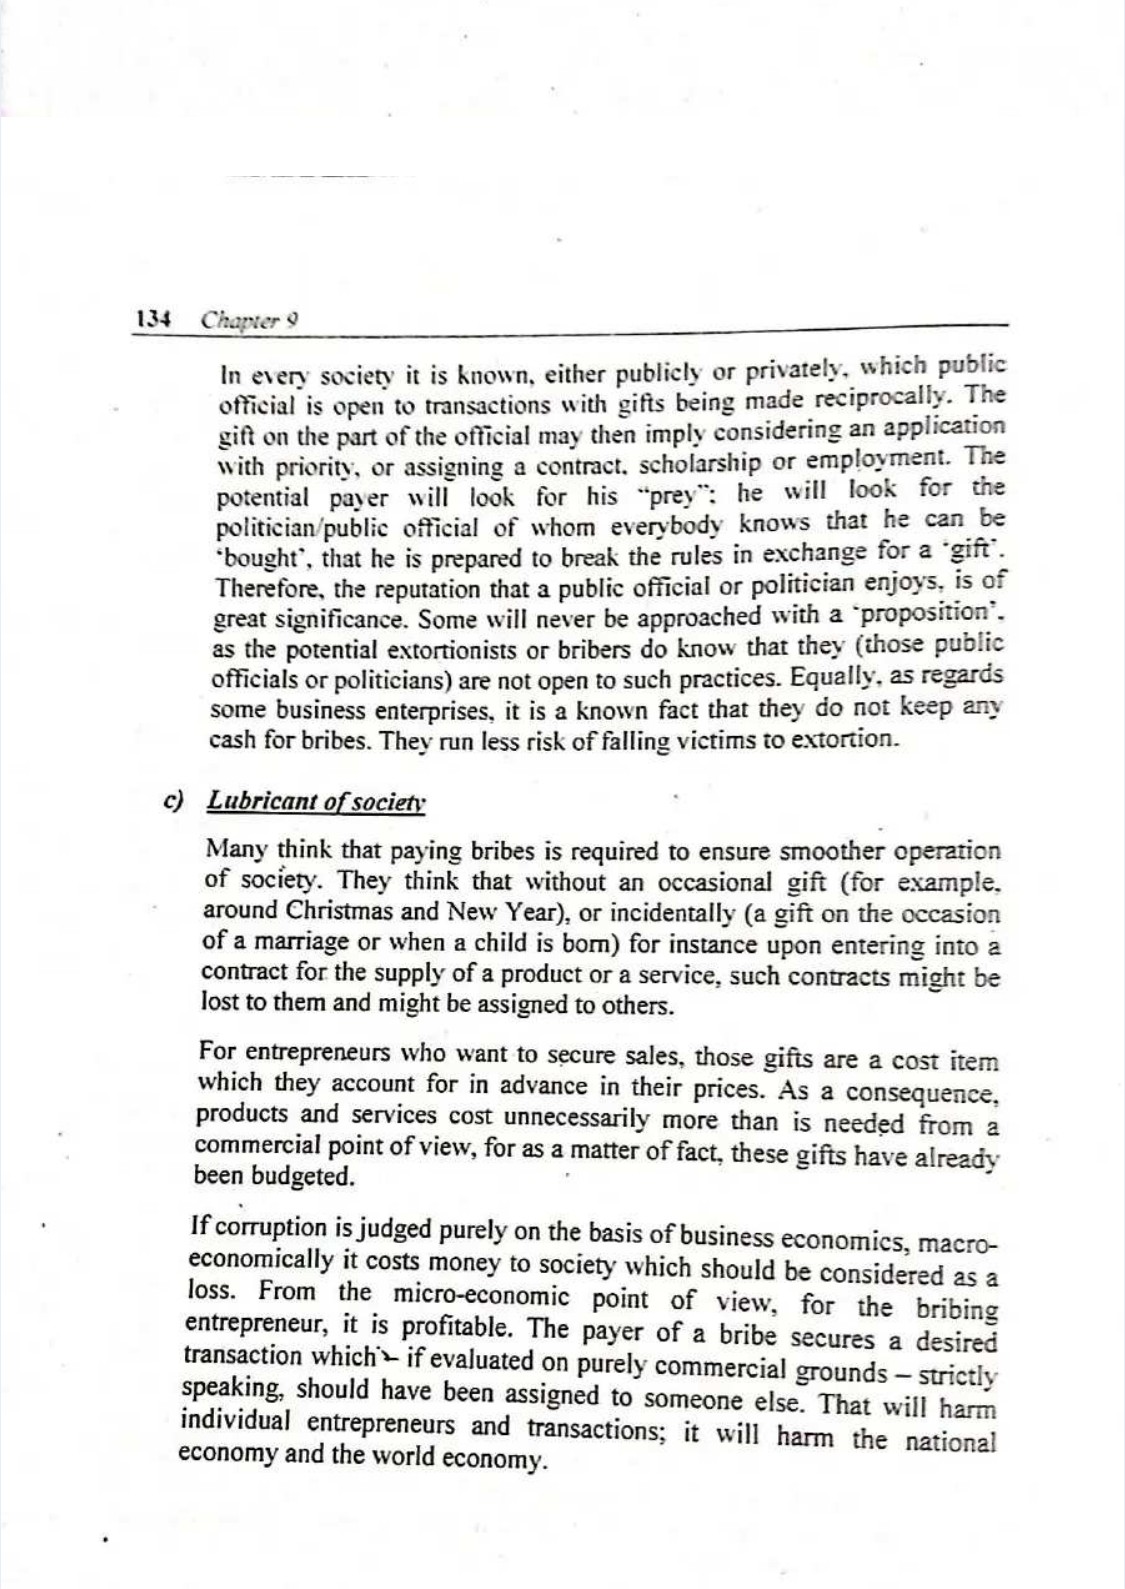 134 Chapter 9
In every society it is known, either publicly or privately, which public
official is open to transactions with gifts being made reciprocally. The
gift on the part of the official may then imply considering an application
with priority, or assigning a contract, scholarship or employment. The
potential payer will look for his “prey”: he will look for the
politician/public official of whom everybody knows that he can be
‘bought’, that he is prepared to break the rules in exchange for a ‘gift’.
Therefore, the reputation that a public official or politician enjoys, is of
great significance. Some will never be approached with a ‘proposition’,
as the potential extortionists or bribers do know that they (those public
officials or politicians) are not open to such practices. Equally, as regards
some business enterprises, it is a known fact that they do not keep any
cash for bribes. They run less risk of falling victims to extortion.
c) Lubricant of society
Many think that paying bribes is required to ensure smoother operation
of society. They think that without an occasional gift (for example,
around Christmas and New Year), or incidentally (a gift on the occasion
of a marriage or when a child is born) for instance upon entering into a
contract for the supply of a product or a service, such contracts might be
lost to them and might be assigned to others.
For entrepreneurs who want to secure sales, those gifts are a cost item
which they account for in advance in their prices. As a consequence,
products and services cost unnecessarily more than is needed from a
commercial point of view, for as a matter of fact, these gifts have already
been budgeted.
If corruption is judged purely on the basis of business economics, macro-
economically it costs money to society which should be considered as a
loss. From the micro-economic point of view, for the bribing
entrepreneur, it is profitable. The payer of a bribe secures a desired
transaction which – if evaluated on purely commercial grounds – strictly
speaking, should have been assigned to someone else. That will harm
individual entrepreneurs and transactions; it will harm the national
economy and the world economy.